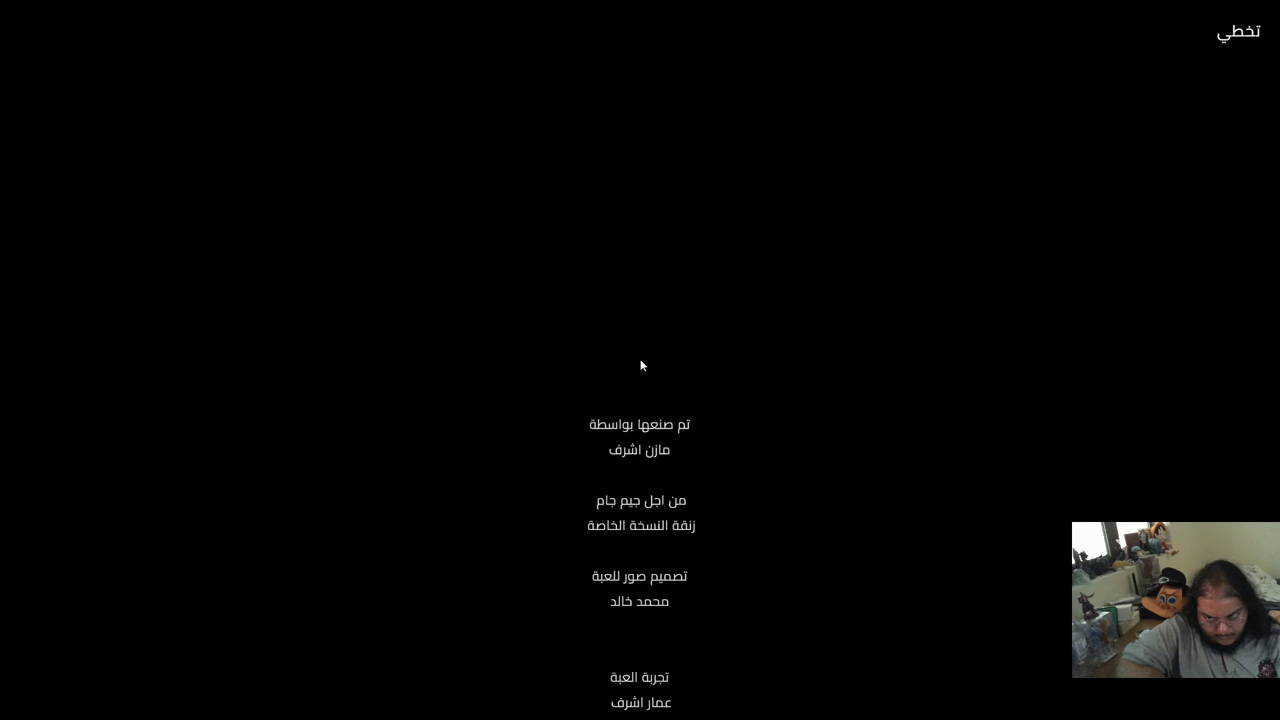 تخطي
تم صنعها بواسطة
مازن اشرف
من اجل جيم جام
زنقة النسخة الخاصة
تصميم صور للعبة
محمد خالد
تجربة العبة
عمار اشرف